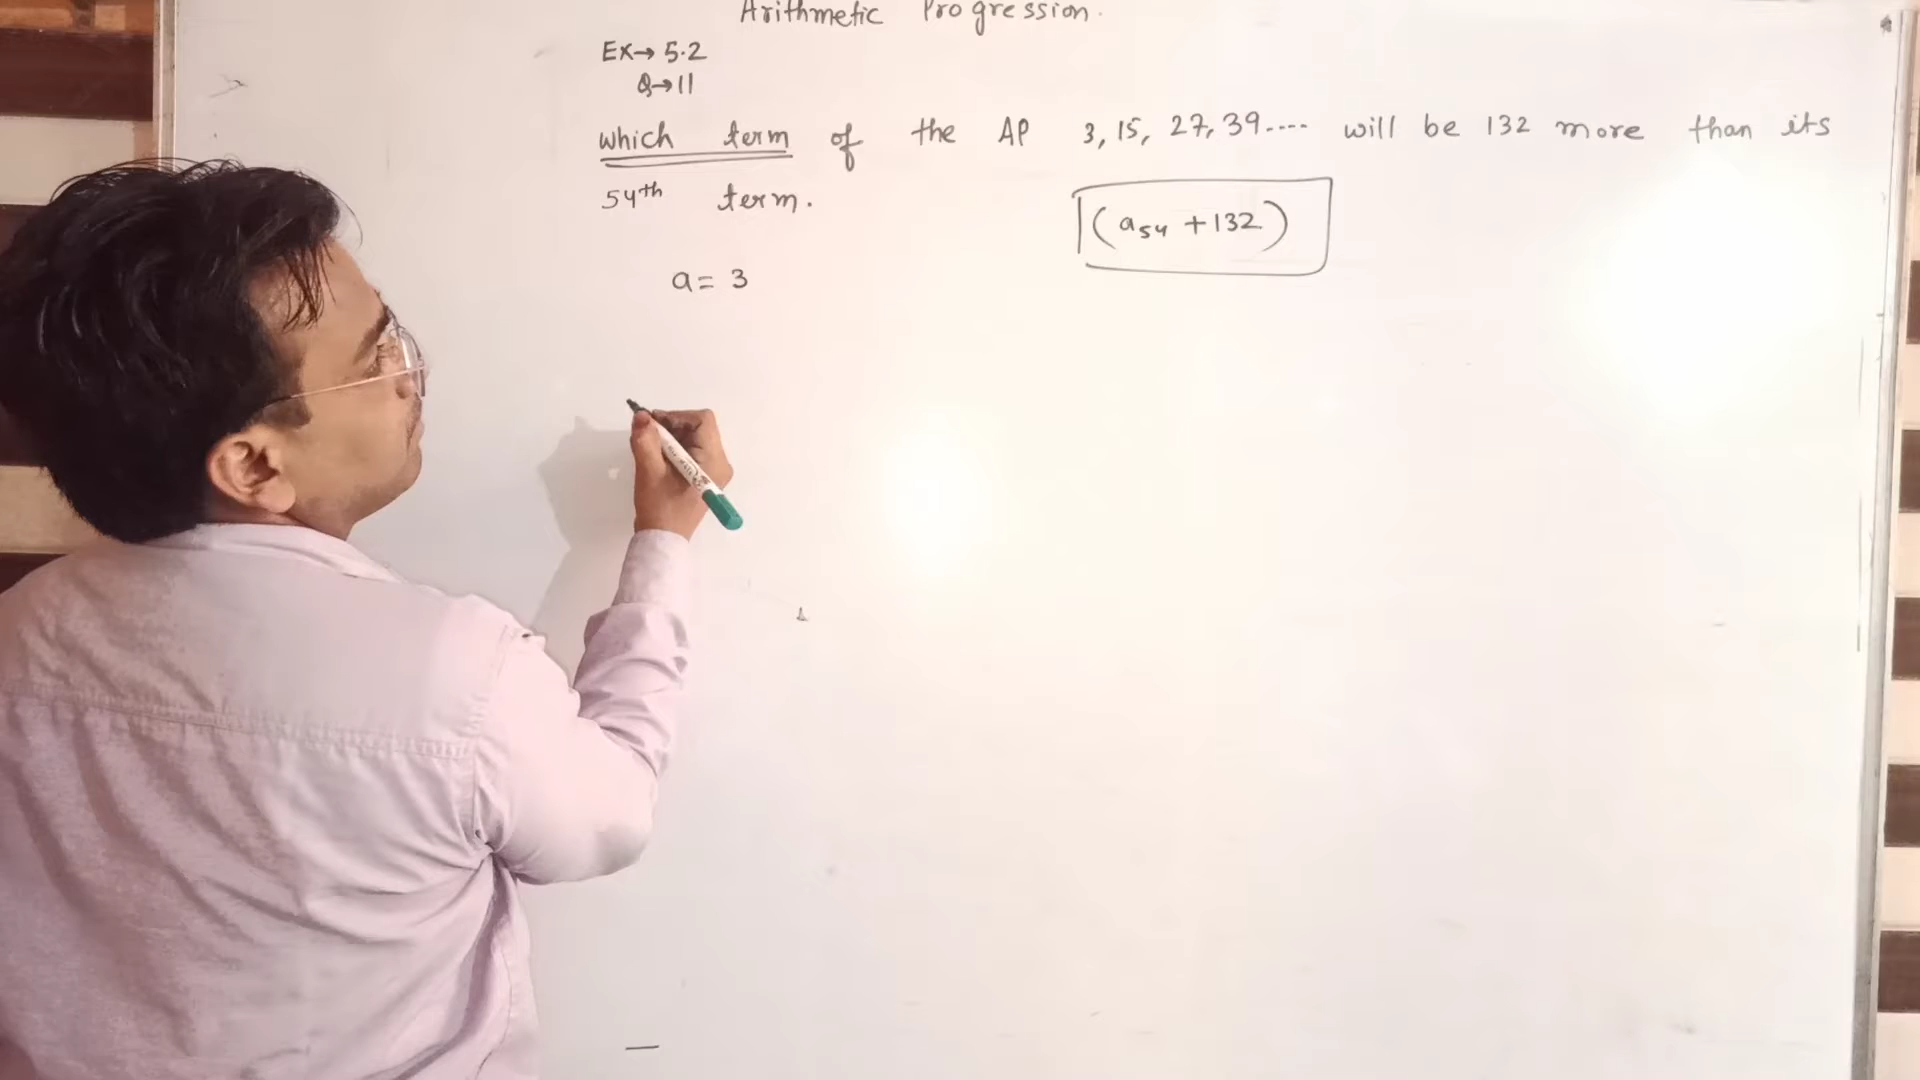 Arithmetic Progression.
EX→ 5.2
Q→11
which term of the AP 3, 15, 27, 39.... will be 132 more than its
54th term.
(a54 + 132)
a = 3